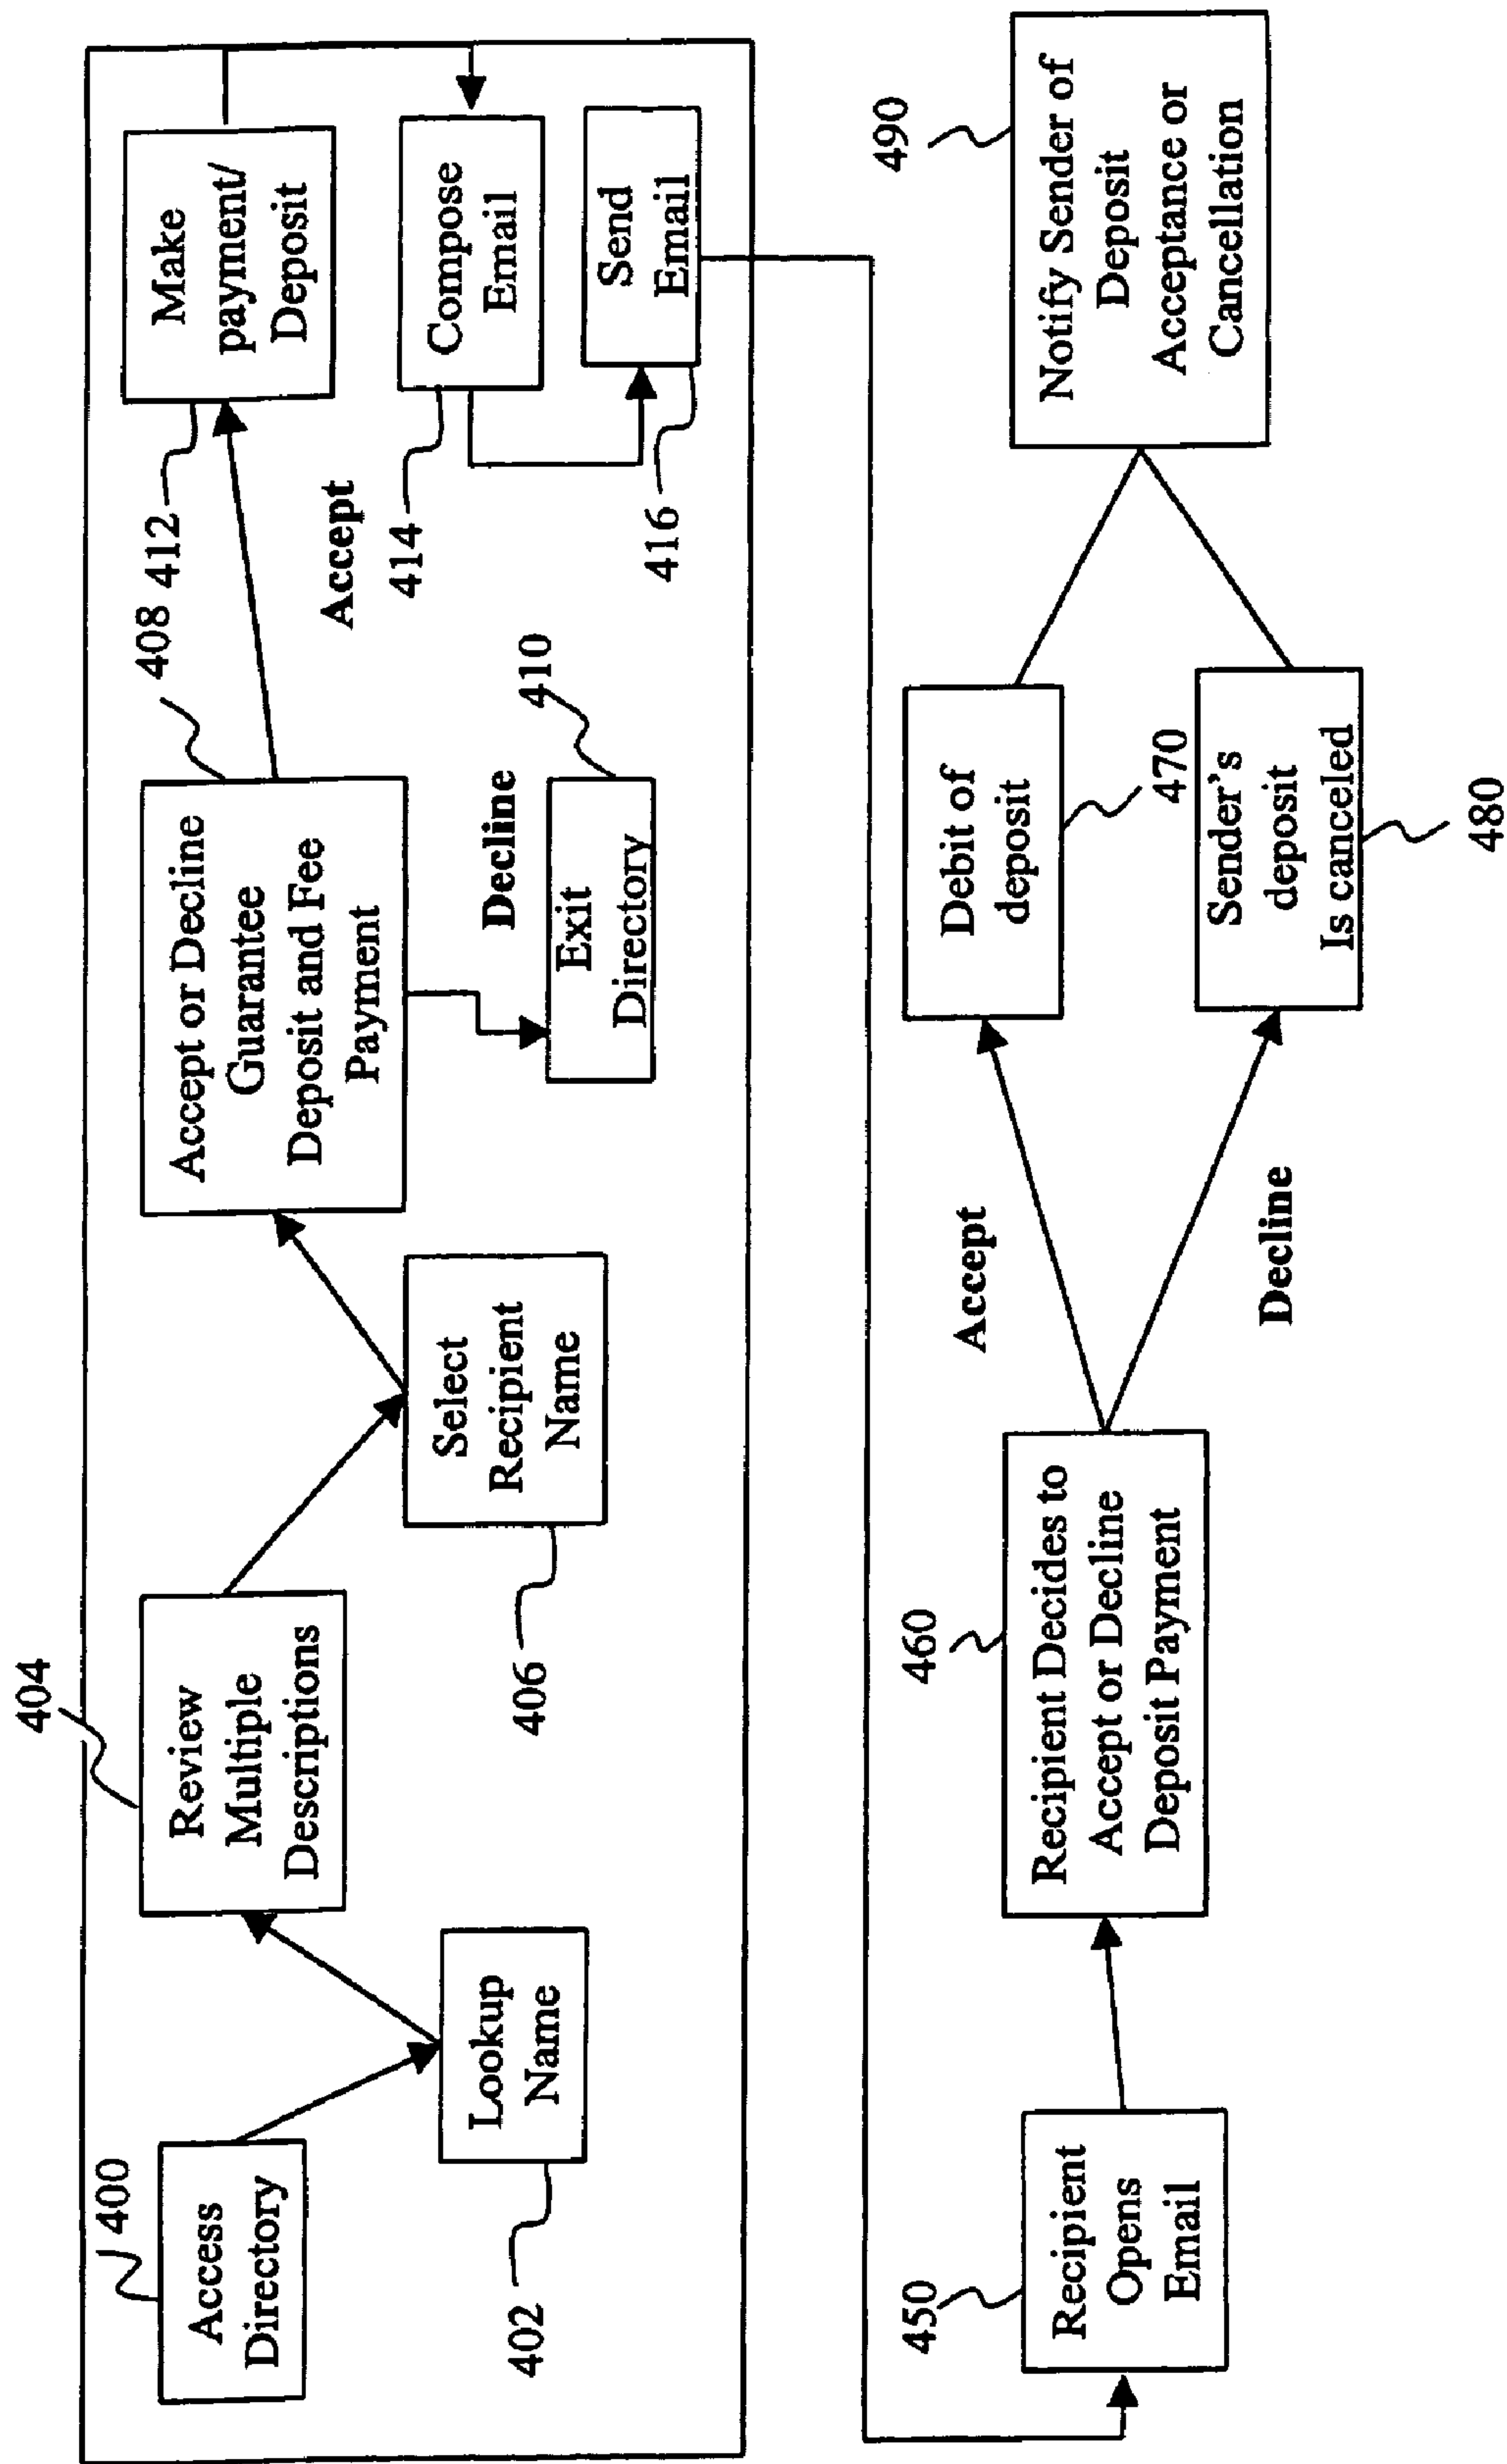 400
Access
Directory
Lookup
Name
402
404
Review
Multiple
Descriptions
Select
Recipient
Name
406
408
Accept or Decline
Guarantee
Deposit and Fee
Payment
Decline
410
Exit
Directory
412
Make
payment/
Deposit
Accept
414
Compose
Email
416
Send
Email
450
Recipient
Opens
Email
460
Recipient Decides to
Accept or Decline
Deposit Payment
Accept
Decline
Debit of
deposit
470
Sender's
deposit
Is canceled
480
490
Notify Sender of
Deposit
Acceptance or
Cancellation